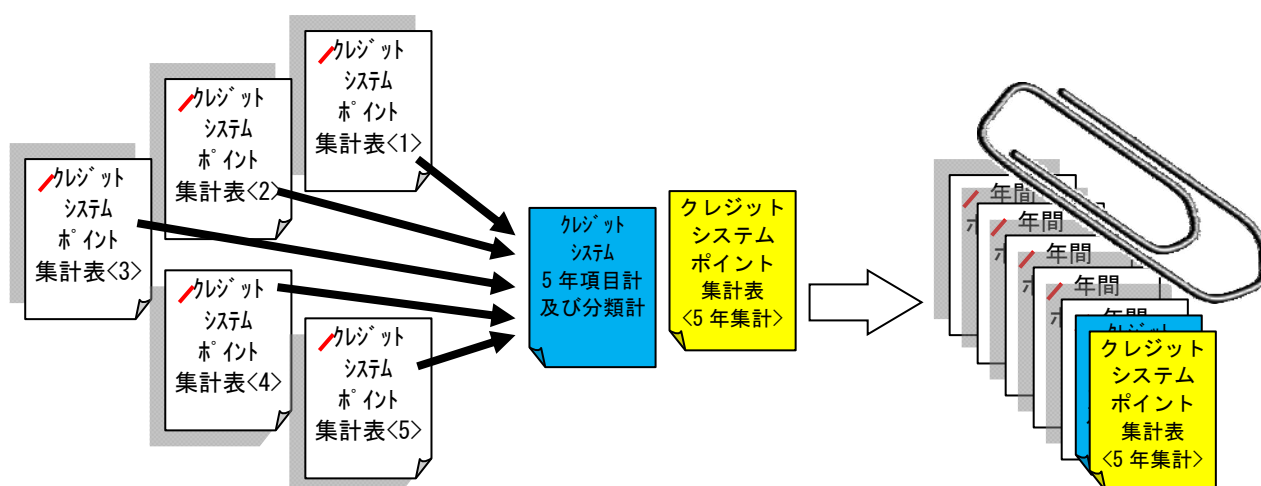 クレジット
システム
ポイント
集計表<1>
クレジット
システム
ポイント
集計表<2>
クレジット
システム
ポイント
集計表<3>
クレジット
システム
ポイント
集計表<4>
クレジット
システム
ポイント
集計表<5>
クレジット
システム
5年項目計
及び分類計
クレジット
システム
ポイント
集計表
<5年集計>
年間
年間
年間
年間
年間
クレジット
クレジット
システム
ポイント
集計表
<5年集計>